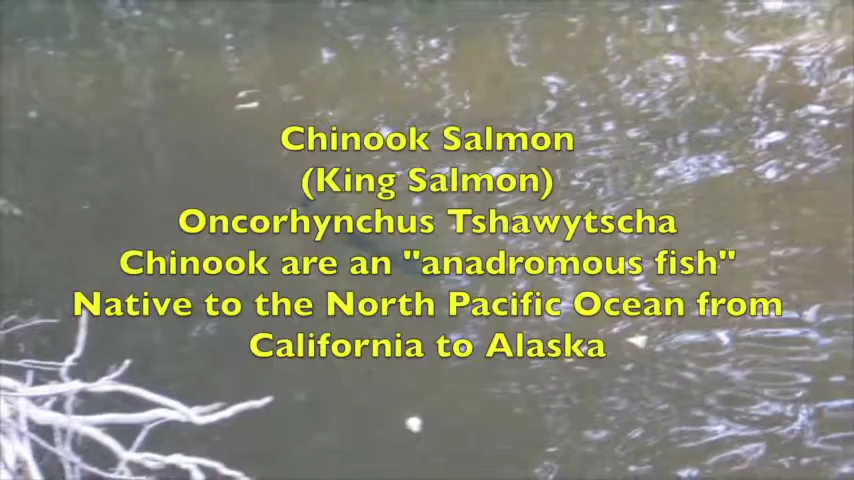 Chinook Salmon
(King Salmon)
Oncorhynchus Tshawytscha
Chinook are an "anadromous fish"
Native to the North Pacific Ocean from
California to Alaska